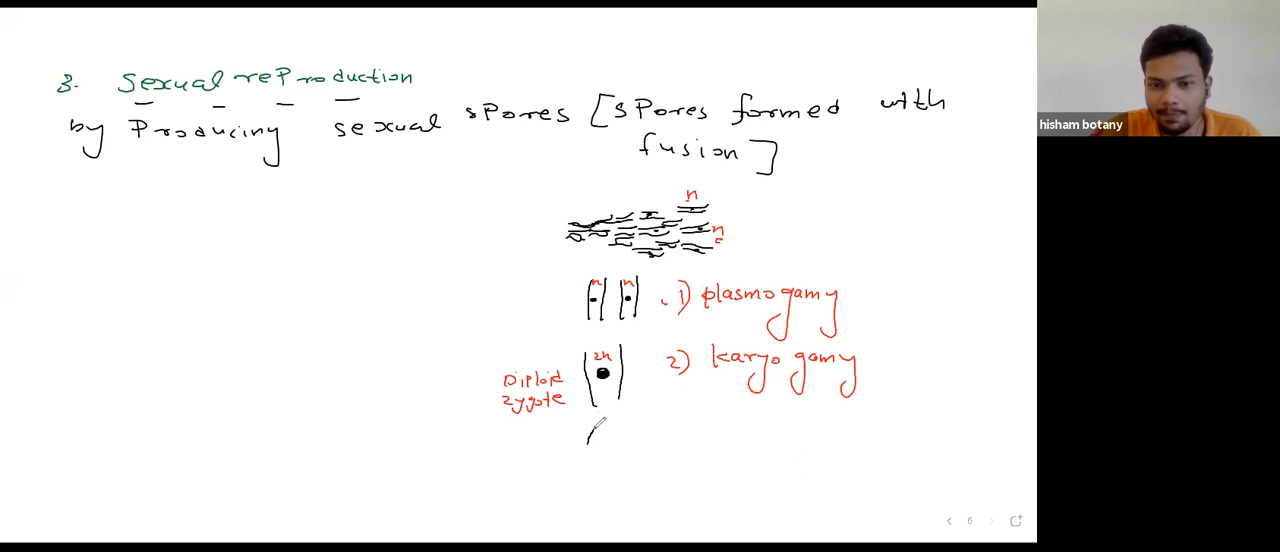 3. Sexual reProduction
by Producing sexual sPores [sPores formed with
fusion]
n
n
n n 1) plasmogamy
2n 2) karyogamy
Diploid
zygote
hisham botany
6